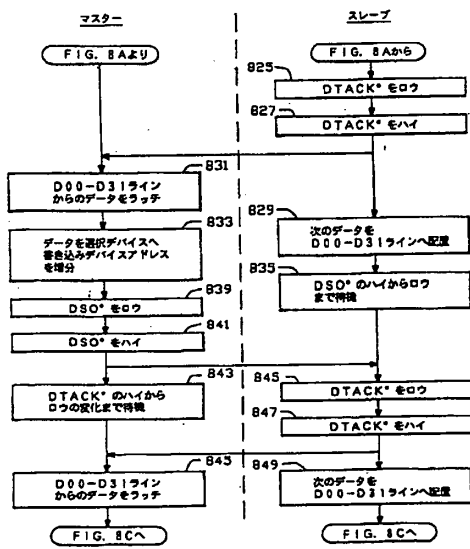 マスター
スレーブ
FIG. 8Aより
FIG. 8Aから
825
DTACK*をロウ
827
DTACK*をハイ
831
D00-D31ライン
からのデータをラッチ
833
データを選択デバイスへ
書き込みデバイスアドレス
を増分
829
次のデータを
D00-D31ラインへ配置
835
DSO*のハイからロウ
まで待機
839
DSO*をロウ
841
DSO*をハイ
843
DTACK*のハイから
ロウの変化まで待機
845
DTACK*をロウ
847
DTACK*をハイ
845
D00-D31ライン
からのデータをラッチ
849
次のデータを
D00-D31ラインへ配置
FIG. 8Cへ
FIG. 8Cへ